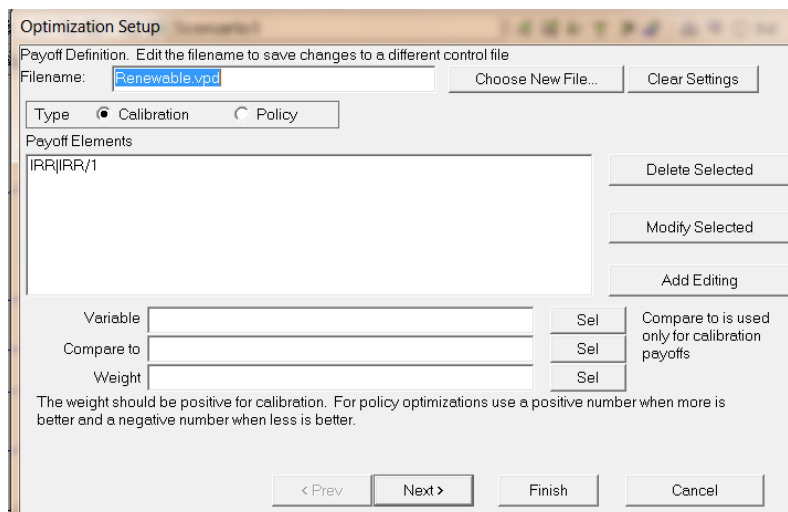 Optimization Setup
Payoff Definition. Edit the filename to save changes to a different control file
Filename: Renewable.vpd Choose New File... Clear Settings
Type Calibration Policy
Payoff Elements
IRR|IRR/1
Delete Selected
Modify Selected
Add Editing
Variable Sel Compare to is used
only for calibration
Compare to Sel payoffs
Weight Sel
The weight should be positive for calibration. For policy optimizations use a positive number when more is
better and a negative number when less is better.
< Prev Next > Finish Cancel